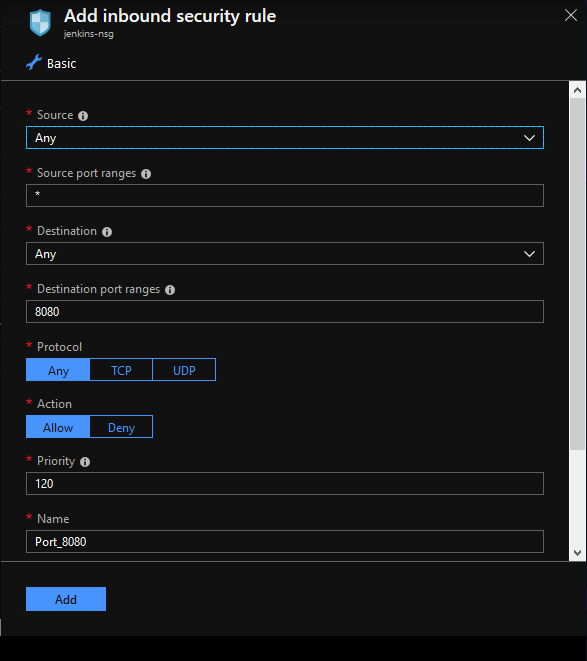 Add inbound security rule
jenkins-nsg
Basic
* Source
Any
* Source port ranges
*
* Destination
Any
* Destination port ranges
8080
* Protocol
Any TCP UDP
* Action
Allow Deny
* Priority
120
* Name
Port_8080
Add